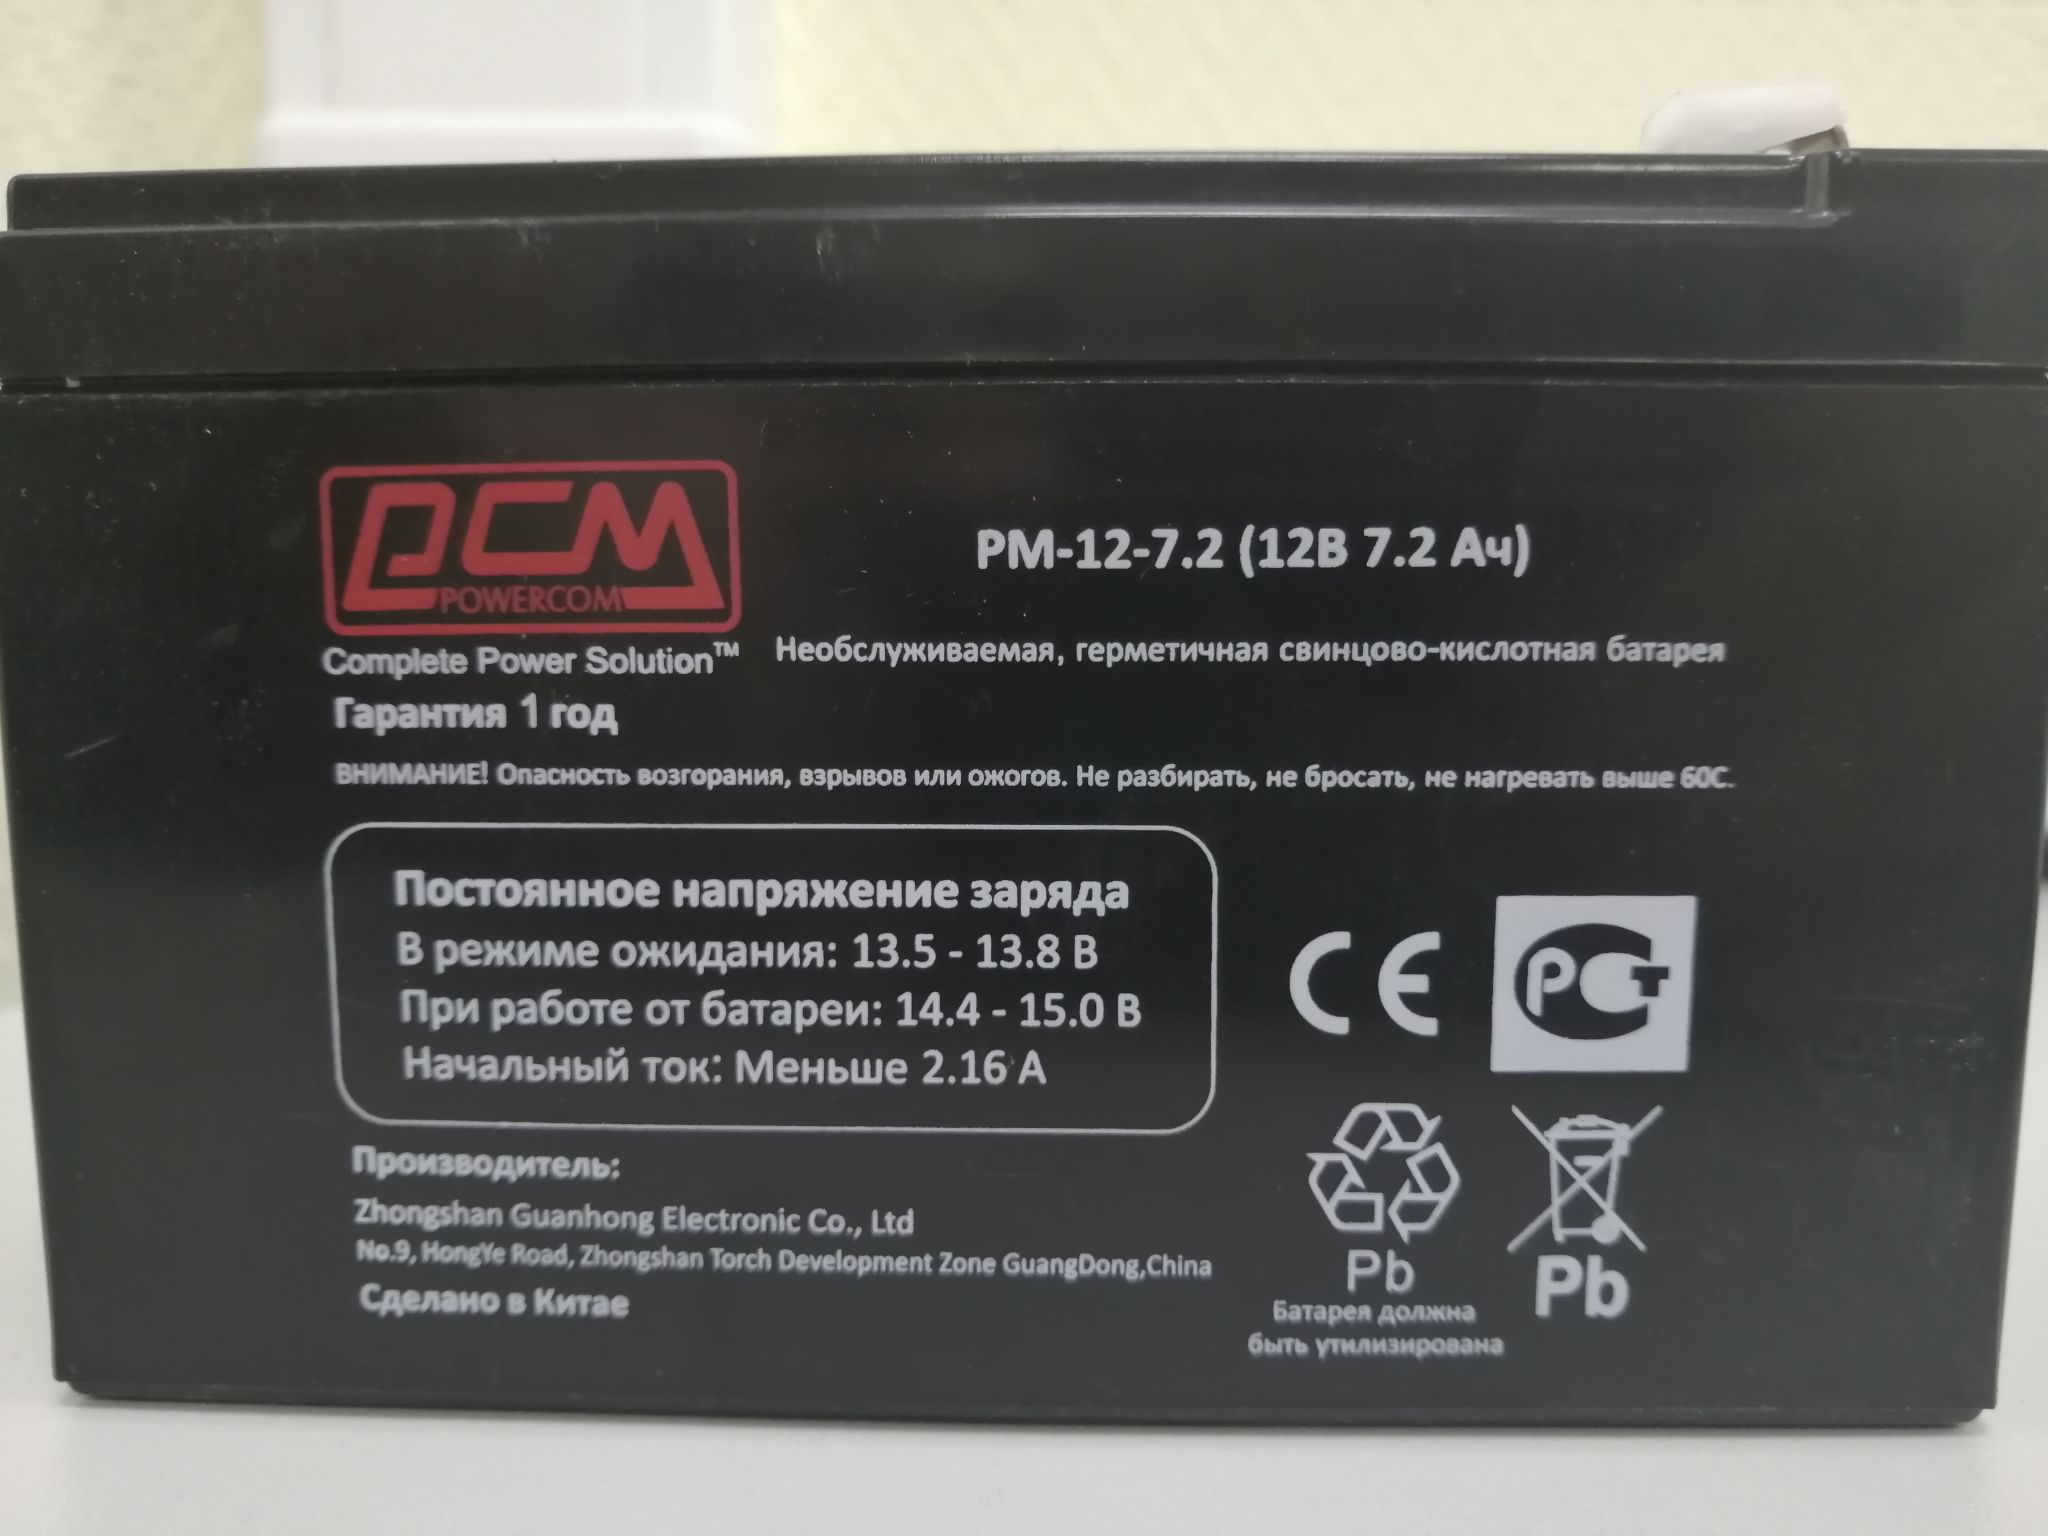 PCM
POWERCOM
Complete Power Solution™
Гарантия 1 год
PM-12-7.2 (12В 7.2 Ач)
Необслуживаемая, герметичная свинцово-кислотная батарея
ВНИМАНИЕ! Опасность возгорания, взрывов или ожогов. Не разбирать, не бросать, не нагревать выше 60С.
Постоянное напряжение заряда
В режиме ожидания: 13.5 - 13.8 В
При работе от батареи: 14.4 - 15.0 В
Начальный ток: Меньше 2.16 А
CE
РСТ
Производитель:
Zhongshan Guanhong Electronic Co., Ltd
No.9, HongYe Road, Zhongshan Torch Development Zone GuangDong,China
Сделано в Китае
Pb
Батарея должна
быть утилизирована
Pb